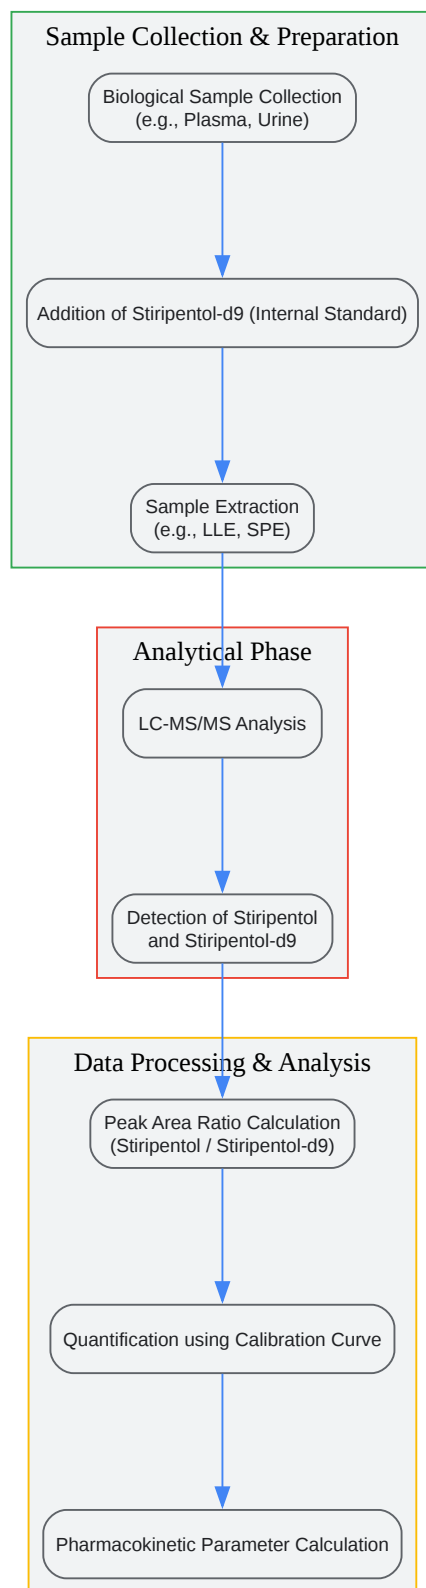 Sample Collection & Preparation
Biological Sample Collection
(e.g., Plasma, Urine)
Addition of Stiripentol-d9 (Internal Standard)
Sample Extraction
(e.g., LLE, SPE)
Analytical Phase
LC-MS/MS Analysis
Detection of Stiripentol
and Stiripentol-d9
Data Processing & Analysis
Peak Area Ratio Calculation
(Stiripentol / Stiripentol-d9)
Quantification using Calibration Curve
Pharmacokinetic Parameter Calculation